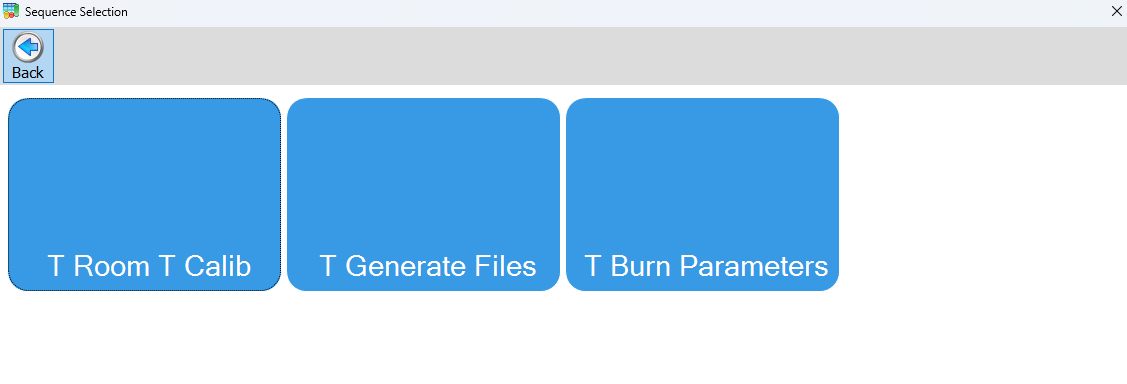 Sequence Selection
Back
T Room T Calib
T Generate Files
T Burn Parameters